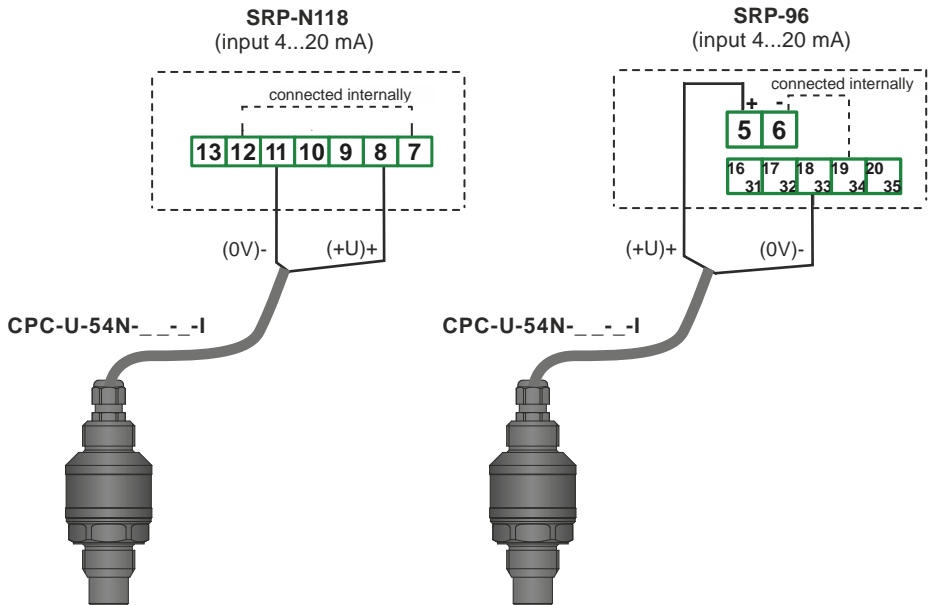 SRP-N118
(input 4...20 mA)
connected internally
13 12 11 10 9 8 7
(0V)- (+U)+
CPC-U-54N-_ _-_-I
SRP-96
(input 4...20 mA)
connected internally
+ -
5 6
16 17 18 19 20
31 32 33 34 35
(+U)+ (0V)-
CPC-U-54N-_ _-_-I